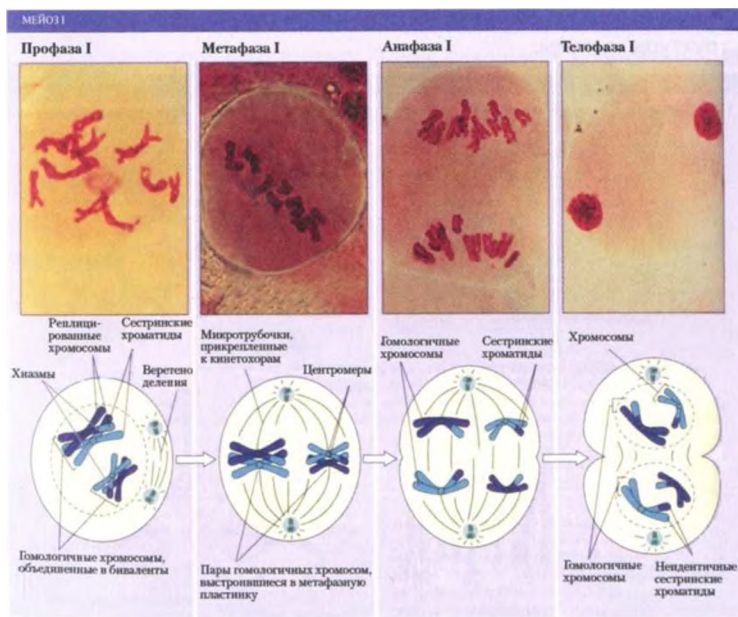 МЕЙОЗ I
Профаза I
Метафаза I
Анафаза I
Телофаза I
Реплици-
рованные
хромосомы
Сестринские
хроматиды
Хиазмы
Веретено
деления
Гомологичные хромосомы,
объединенные в биваленты
Микротрубочки,
прикрепленные
к кинетохорам
Центромеры
Пары гомологичных хромосом,
выстроившиеся в метафазную
пластинку
Гомологичные
хромосомы
Сестринские
хроматиды
Хромосомы
Гомологичные
хромосомы
Неидентичные
сестринские
хроматиды